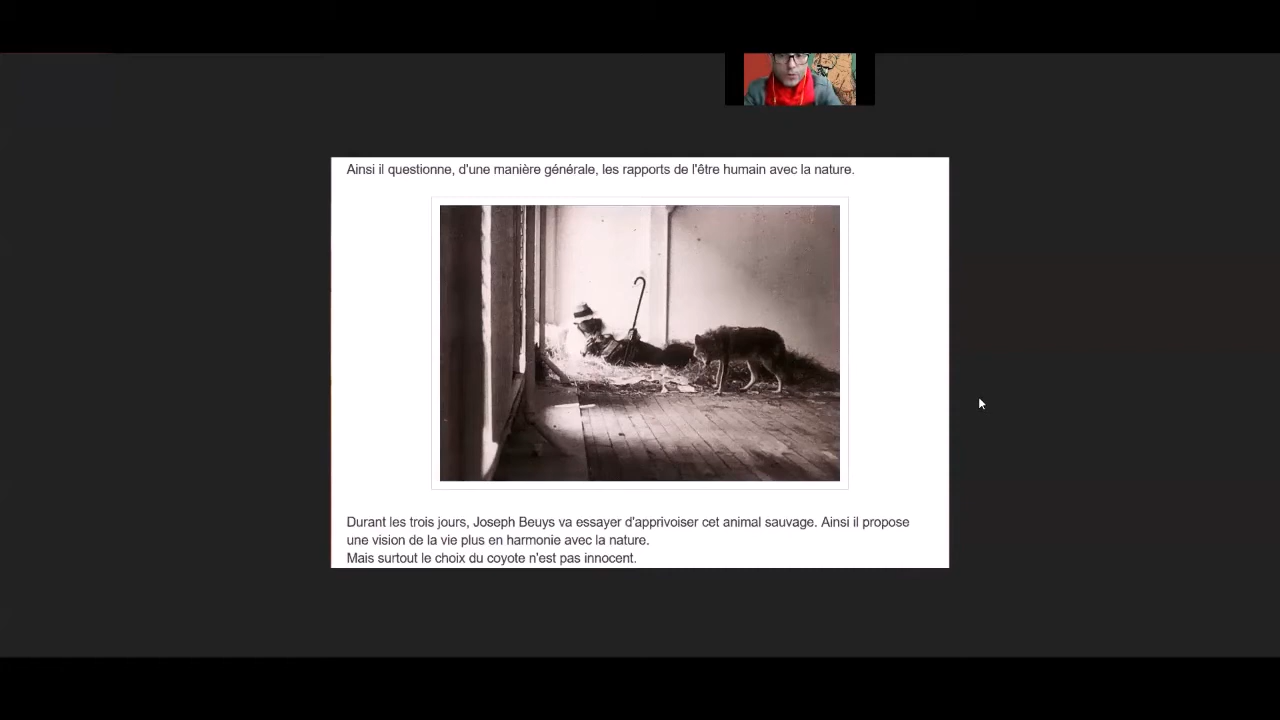 Ainsi il questionne, d'une manière générale, les rapports de l'être humain avec la nature.
Durant les trois jours, Joseph Beuys va essayer d'apprivoiser cet animal sauvage. Ainsi il propose
une vision de la vie plus en harmonie avec la nature.
Mais surtout le choix du coyote n'est pas innocent.